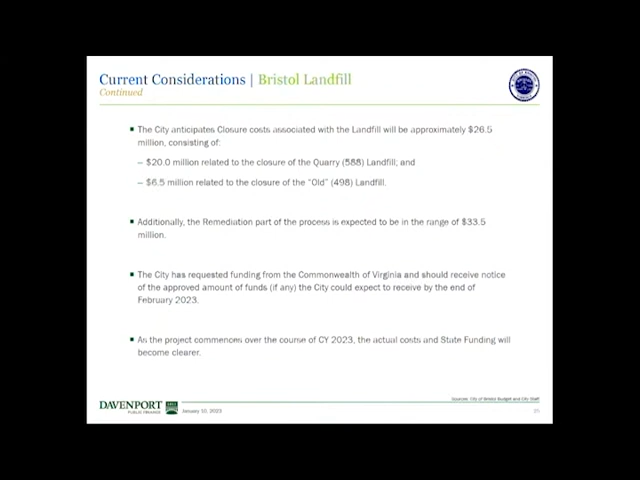 Current Considerations | Bristol Landfill
Continued
▪ The City anticipates Closure costs associated with the Landfill will be approximately $26.5
million, consisting of:
– $20.0 million related to the closure of the Quarry (588) Landfill; and
– $6.5 million related to the closure of the "Old" (498) Landfill.
▪ Additionally, the Remediation part of the process is expected to be in the range of $33.5
million.
▪ The City has requested funding from the Commonwealth of Virginia and should receive notice
of the approved amount of funds (if any) the City could expect to receive by the end of
February 2023.
▪ As the project commences over the course of CY 2023, the actual costs and State Funding will
become clearer.
Sources: City of Bristol Budget and City Staff.
DAVENPORT
PUBLIC FINANCE
January 10, 2023
25